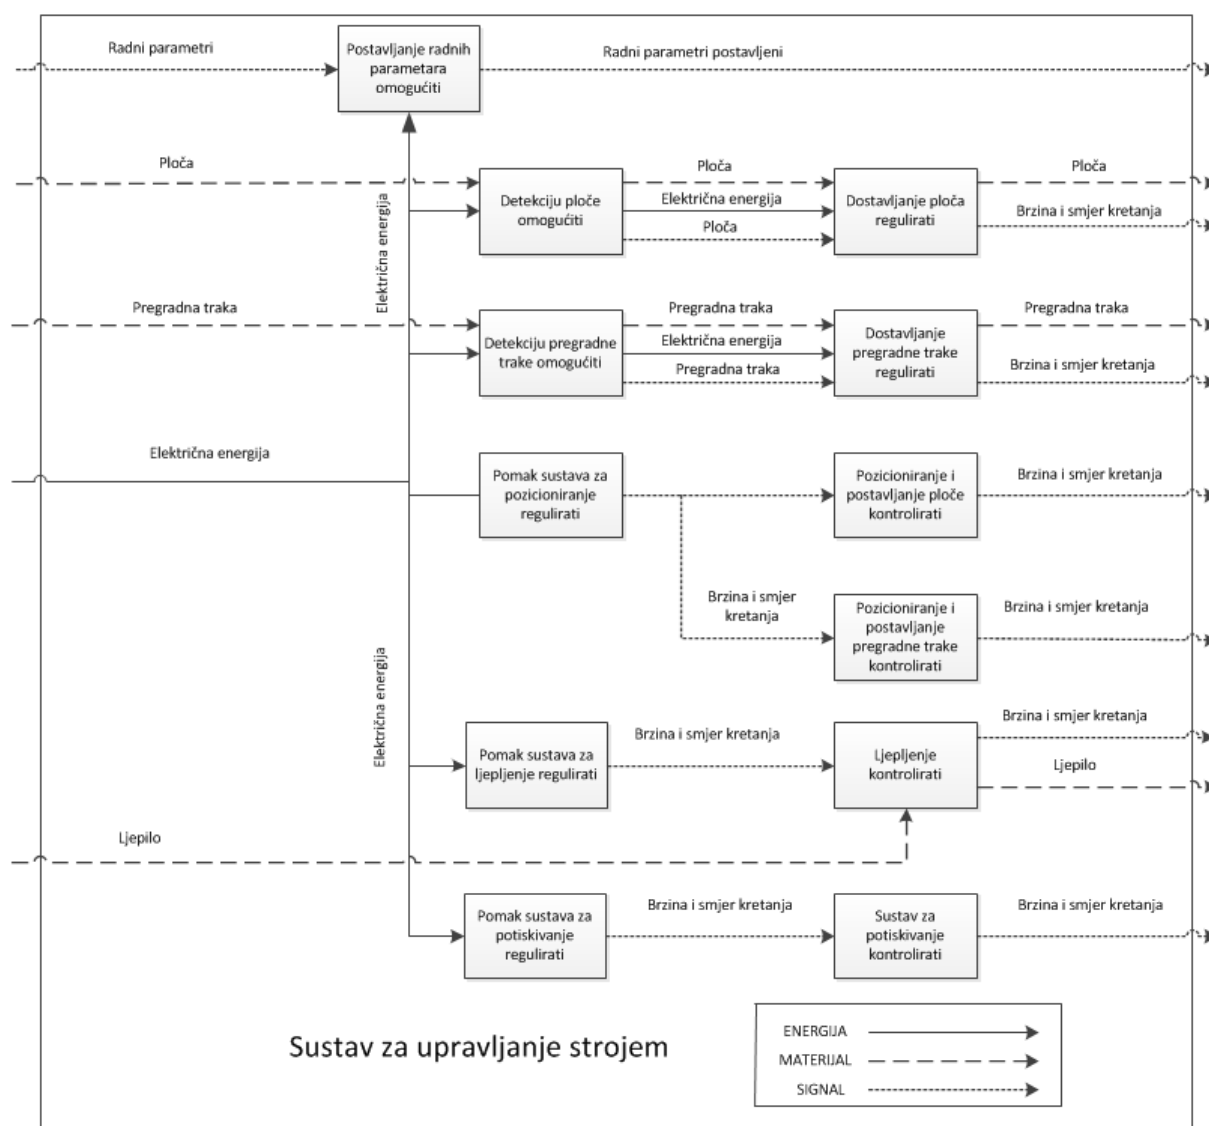 Radni parametri
Postavljanje radnih
parametara
omogućiti
Radni parametri postavljeni
Ploča
Električna energija
Detekciju ploče
omogućiti
Ploča
Električna energija
Ploča
Dostavljanje ploča
regulirati
Ploča
Brzina i smjer kretanja
Pregradna traka
Detekciju pregradne
trake omogućiti
Pregradna traka
Električna energija
Pregradna traka
Dostavljanje
pregradne trake
regulirati
Pregradna traka
Brzina i smjer kretanja
Električna energija
Pomak sustava za
pozicioniranje
regulirati
Pozicioniranje i
postavljanje ploče
kontrolirati
Brzina i smjer kretanja
Brzina i smjer
kretanja
Pozicioniranje i
postavljanje
pregradne trake
kontrolirati
Brzina i smjer kretanja
Električna energija
Pomak sustava za
ljepljenje regulirati
Brzina i smjer kretanja
Ljepljenje
kontrolirati
Brzina i smjer kretanja
Ljepilo
Ljepilo
Pomak sustava za
potiskivanje
regulirati
Brzina i smjer kretanja
Sustav za
potiskivanje
kontrolirati
Brzina i smjer kretanja
Sustav za upravljanje strojem
ENERGIJA
MATERIJAL
SIGNAL